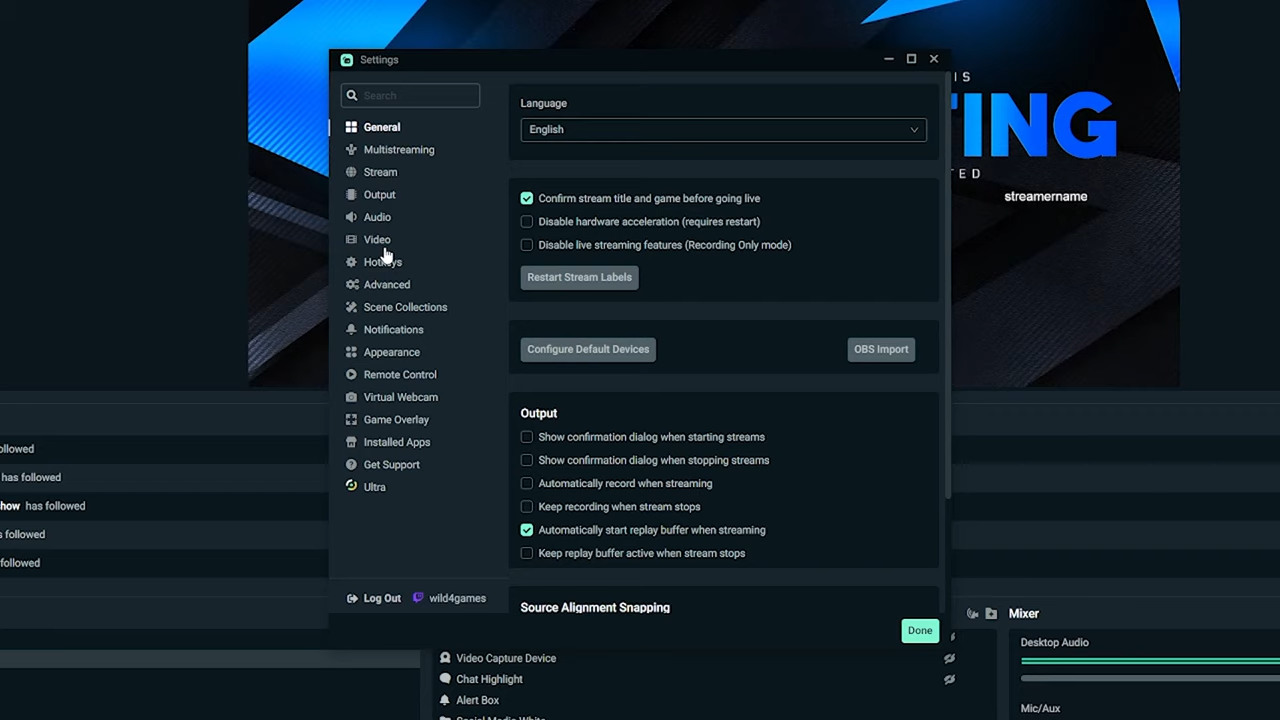 IS
TING
TED
streamername
Settings
Search
General
Multistreaming
Stream
Output
Audio
Video
Hotkeys
Advanced
Scene Collections
Notifications
Appearance
Remote Control
Virtual Webcam
Game Overlay
Installed Apps
Get Support
Ultra
Log Out wild4games
Language
English
Confirm stream title and game before going live
Disable hardware acceleration (requires restart)
Disable live streaming features (Recording Only mode)
Restart Stream Labels
Configure Default Devices OBS Import
Output
Show confirmation dialog when starting streams
Show confirmation dialog when stopping streams
Automatically record when streaming
Keep recording when stream stops
Automatically start replay buffer when streaming
Keep replay buffer active when stream stops
Source Alignment Snapping
Done
ollowed
has followed
how has followed
s followed
followed
Video Capture Device
Chat Highlight
Alert Box
Mixer
Desktop Audio
Mic/Aux